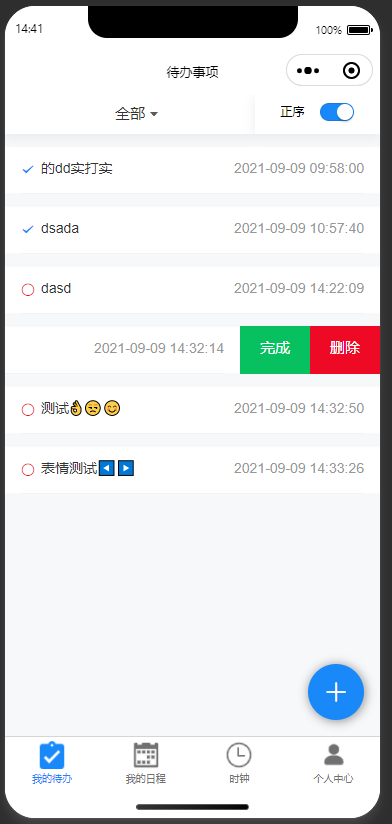 14:41 100%
待办事项
全部 正序
的dd实打实 2021-09-09 09:58:00
dsada 2021-09-09 10:57:40
dasd 2021-09-09 14:22:09
2021-09-09 14:32:14 完成 删除
测试👌😒😊 2021-09-09 14:32:50
表情测试◀️▶️ 2021-09-09 14:33:26
我的待办 我的日程 时钟 个人中心